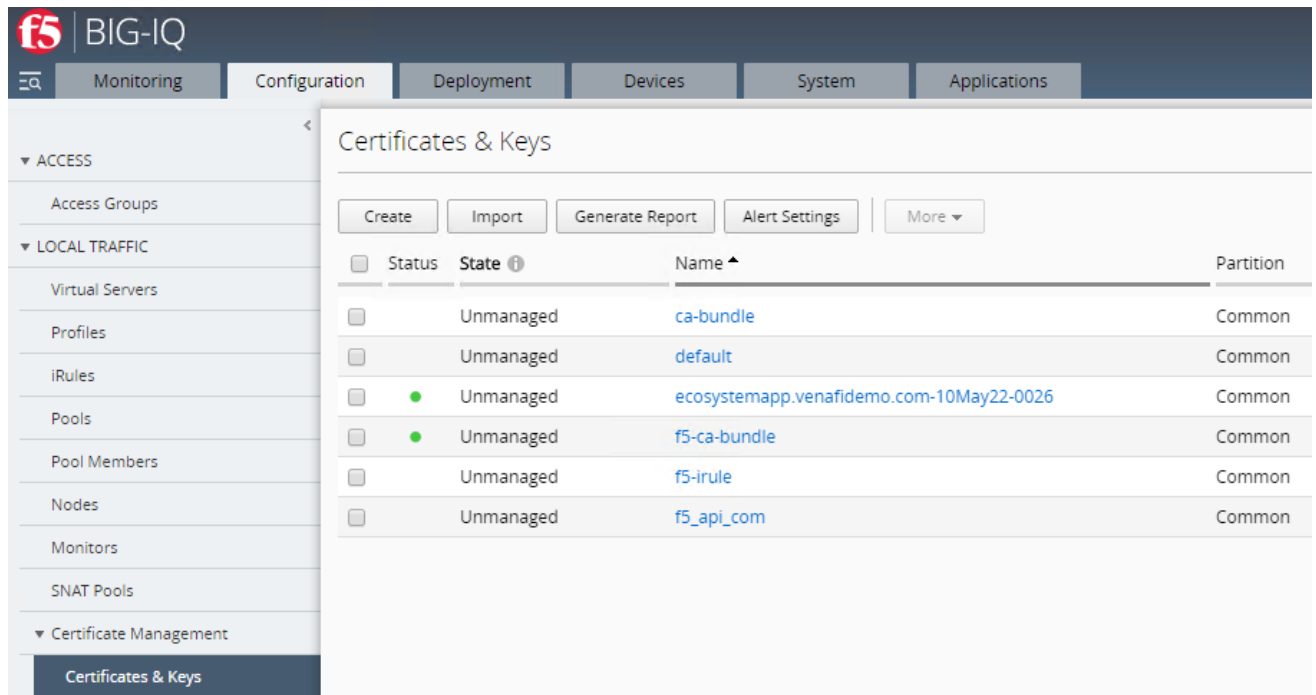 f5 BIG-IQ
Monitoring Configuration Deployment Devices System Applications
ACCESS
Access Groups
LOCAL TRAFFIC
Virtual Servers
Profiles
iRules
Pools
Pool Members
Nodes
Monitors
SNAT Pools
Certificate Management
Certificates & Keys
Certificates & Keys
Create Import Generate Report Alert Settings More
Status State Name Partition
Unmanaged ca-bundle Common
Unmanaged default Common
Unmanaged ecosystemapp.venafidemo.com-10May22-0026 Common
Unmanaged f5-ca-bundle Common
Unmanaged f5-irule Common
Unmanaged f5_api_com Common